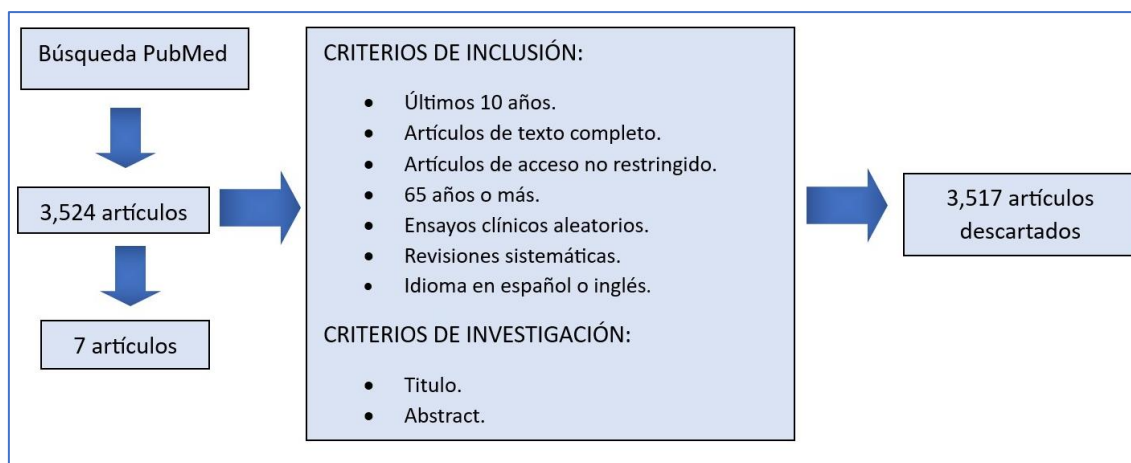 Búsqueda PubMed
3,524 artículos
7 artículos
CRITERIOS DE INCLUSIÓN:
• Últimos 10 años.
• Artículos de texto completo.
• Artículos de acceso no restringido.
• 65 años o más.
• Ensayos clínicos aleatorios.
• Revisiones sistemáticas.
• Idioma en español o inglés.
CRITERIOS DE INVESTIGACIÓN:
• Titulo.
• Abstract.
3,517 artículos
descartados